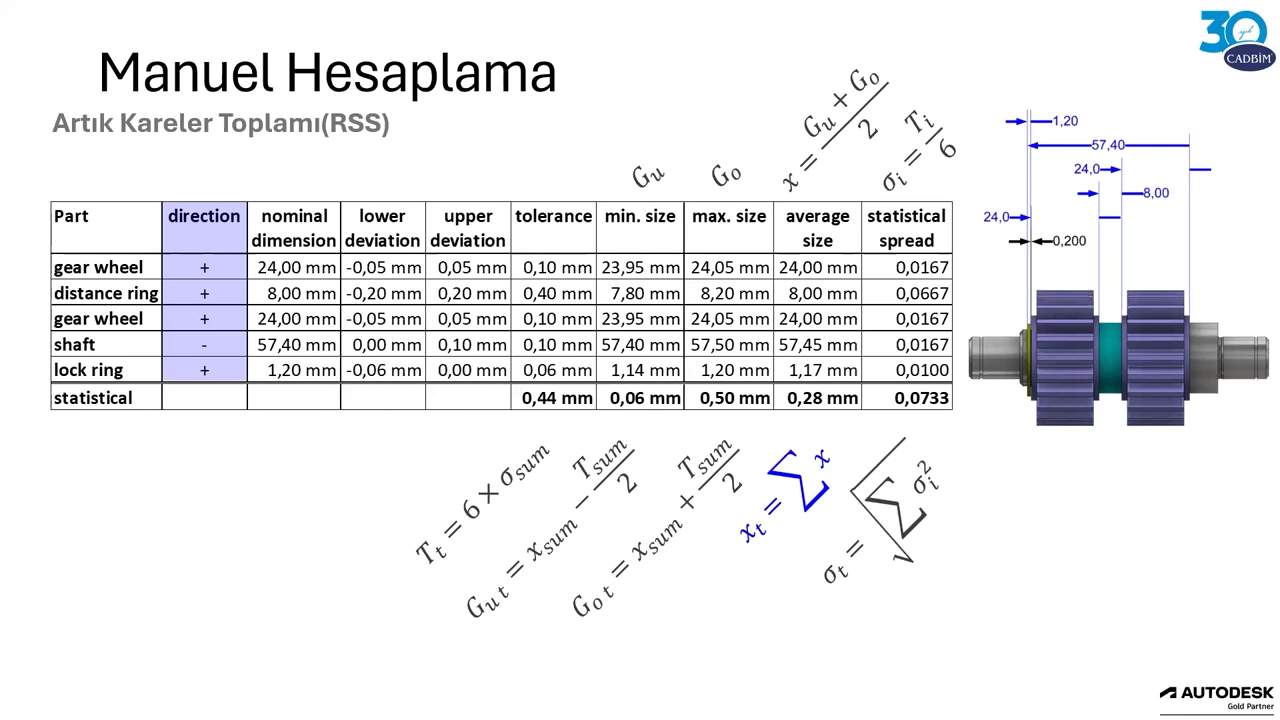 30
yıl
CADBİM
Manuel Hesaplama
Artık Kareler Toplamı(RSS)
Gu
Go
x = Gu + Go / 2
σi = Ti / 6
Part direction nominal dimension lower deviation upper deviation tolerance min. size max. size average size statistical spread
gear wheel + 24,00 mm -0,05 mm 0,05 mm 0,10 mm 23,95 mm 24,05 mm 24,00 mm 0,0167
distance ring + 8,00 mm -0,20 mm 0,20 mm 0,40 mm 7,80 mm 8,20 mm 8,00 mm 0,0667
gear wheel + 24,00 mm -0,05 mm 0,05 mm 0,10 mm 23,95 mm 24,05 mm 24,00 mm 0,0167
shaft - 57,40 mm 0,00 mm 0,10 mm 0,10 mm 57,40 mm 57,50 mm 57,45 mm 0,0167
lock ring + 1,20 mm -0,06 mm 0,00 mm 0,06 mm 1,14 mm 1,20 mm 1,17 mm 0,0100
statistical 0,44 mm 0,06 mm 0,50 mm 0,28 mm 0,0733
Tt = 6 × σsum
Gu t = xsum − Tsum / 2
Go t = xsum + Tsum / 2
xt = ∑ x
σt = √∑ σi²
1,20
57,40
24,0
8,00
24,0
0,200
AUTODESK
Gold Partner